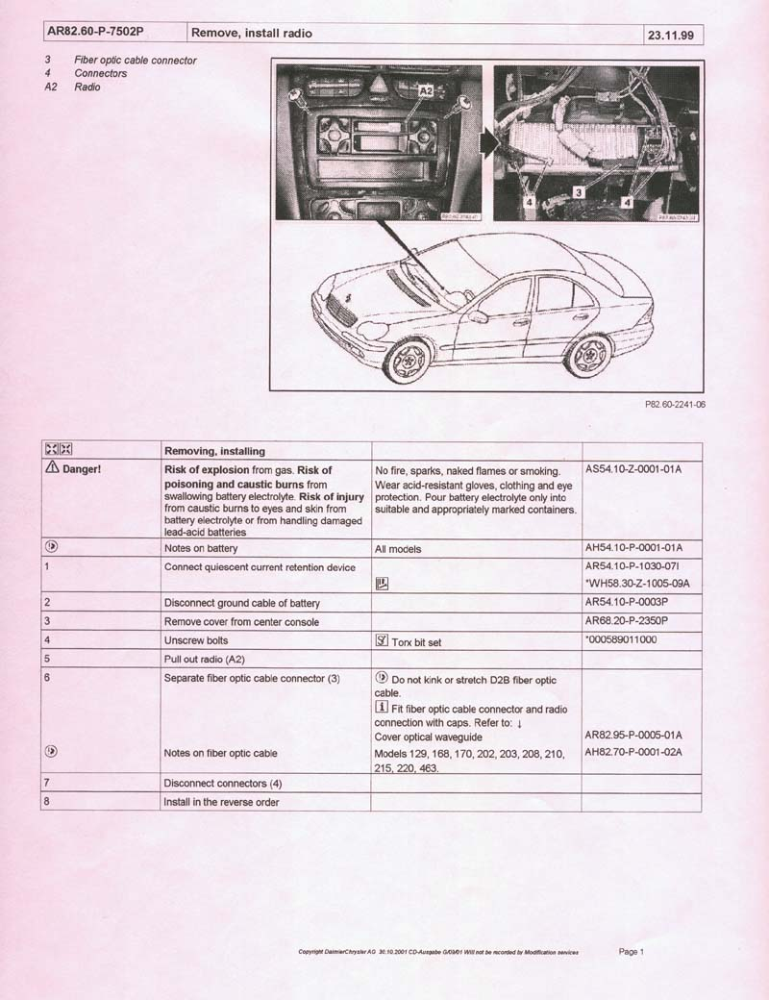 AR82.60-P-7502P Remove, install radio 23.11.99
3 Fiber optic cable connector
4 Connectors
A2 Radio
A2
4 3 4
P82.60-2241-06
Removing, installing
Danger! Risk of explosion from gas. Risk of No fire, sparks, naked flames or smoking. AS54.10-Z-0001-01A
poisoning and caustic burns from Wear acid-resistant gloves, clothing and eye
swallowing battery electrolyte. Risk of injury protection. Pour battery electrolyte only into
from caustic burns to eyes and skin from suitable and appropriately marked containers.
battery electrolyte or from handling damaged
lead-acid batteries
Notes on battery All models AH54.10-P-0001-01A
1 Connect quiescent current retention device AR54.10-P-1030-07I
*WH58.30-Z-1005-09A
2 Disconnect ground cable of battery AR54.10-P-0003P
3 Remove cover from center console AR68.20-P-2350P
4 Unscrew bolts Torx bit set *000589011000
5 Pull out radio (A2)
6 Separate fiber optic cable connector (3) Do not kink or stretch D2B fiber optic
cable.
i Fit fiber optic cable connector and radio
connection with caps. Refer to: ↓
Cover optical waveguide AR82.95-P-0005-01A
Notes on fiber optic cable Models 129, 168, 170, 202, 203, 208, 210, AH82.70-P-0001-02A
215, 220, 463.
7 Disconnect connectors (4)
8 Install in the reverse order
Copyright DaimlerChrysler AG 30.10.2001 CD-Ausgabe G/09/01 Will not be recorded by Modification services Page 1